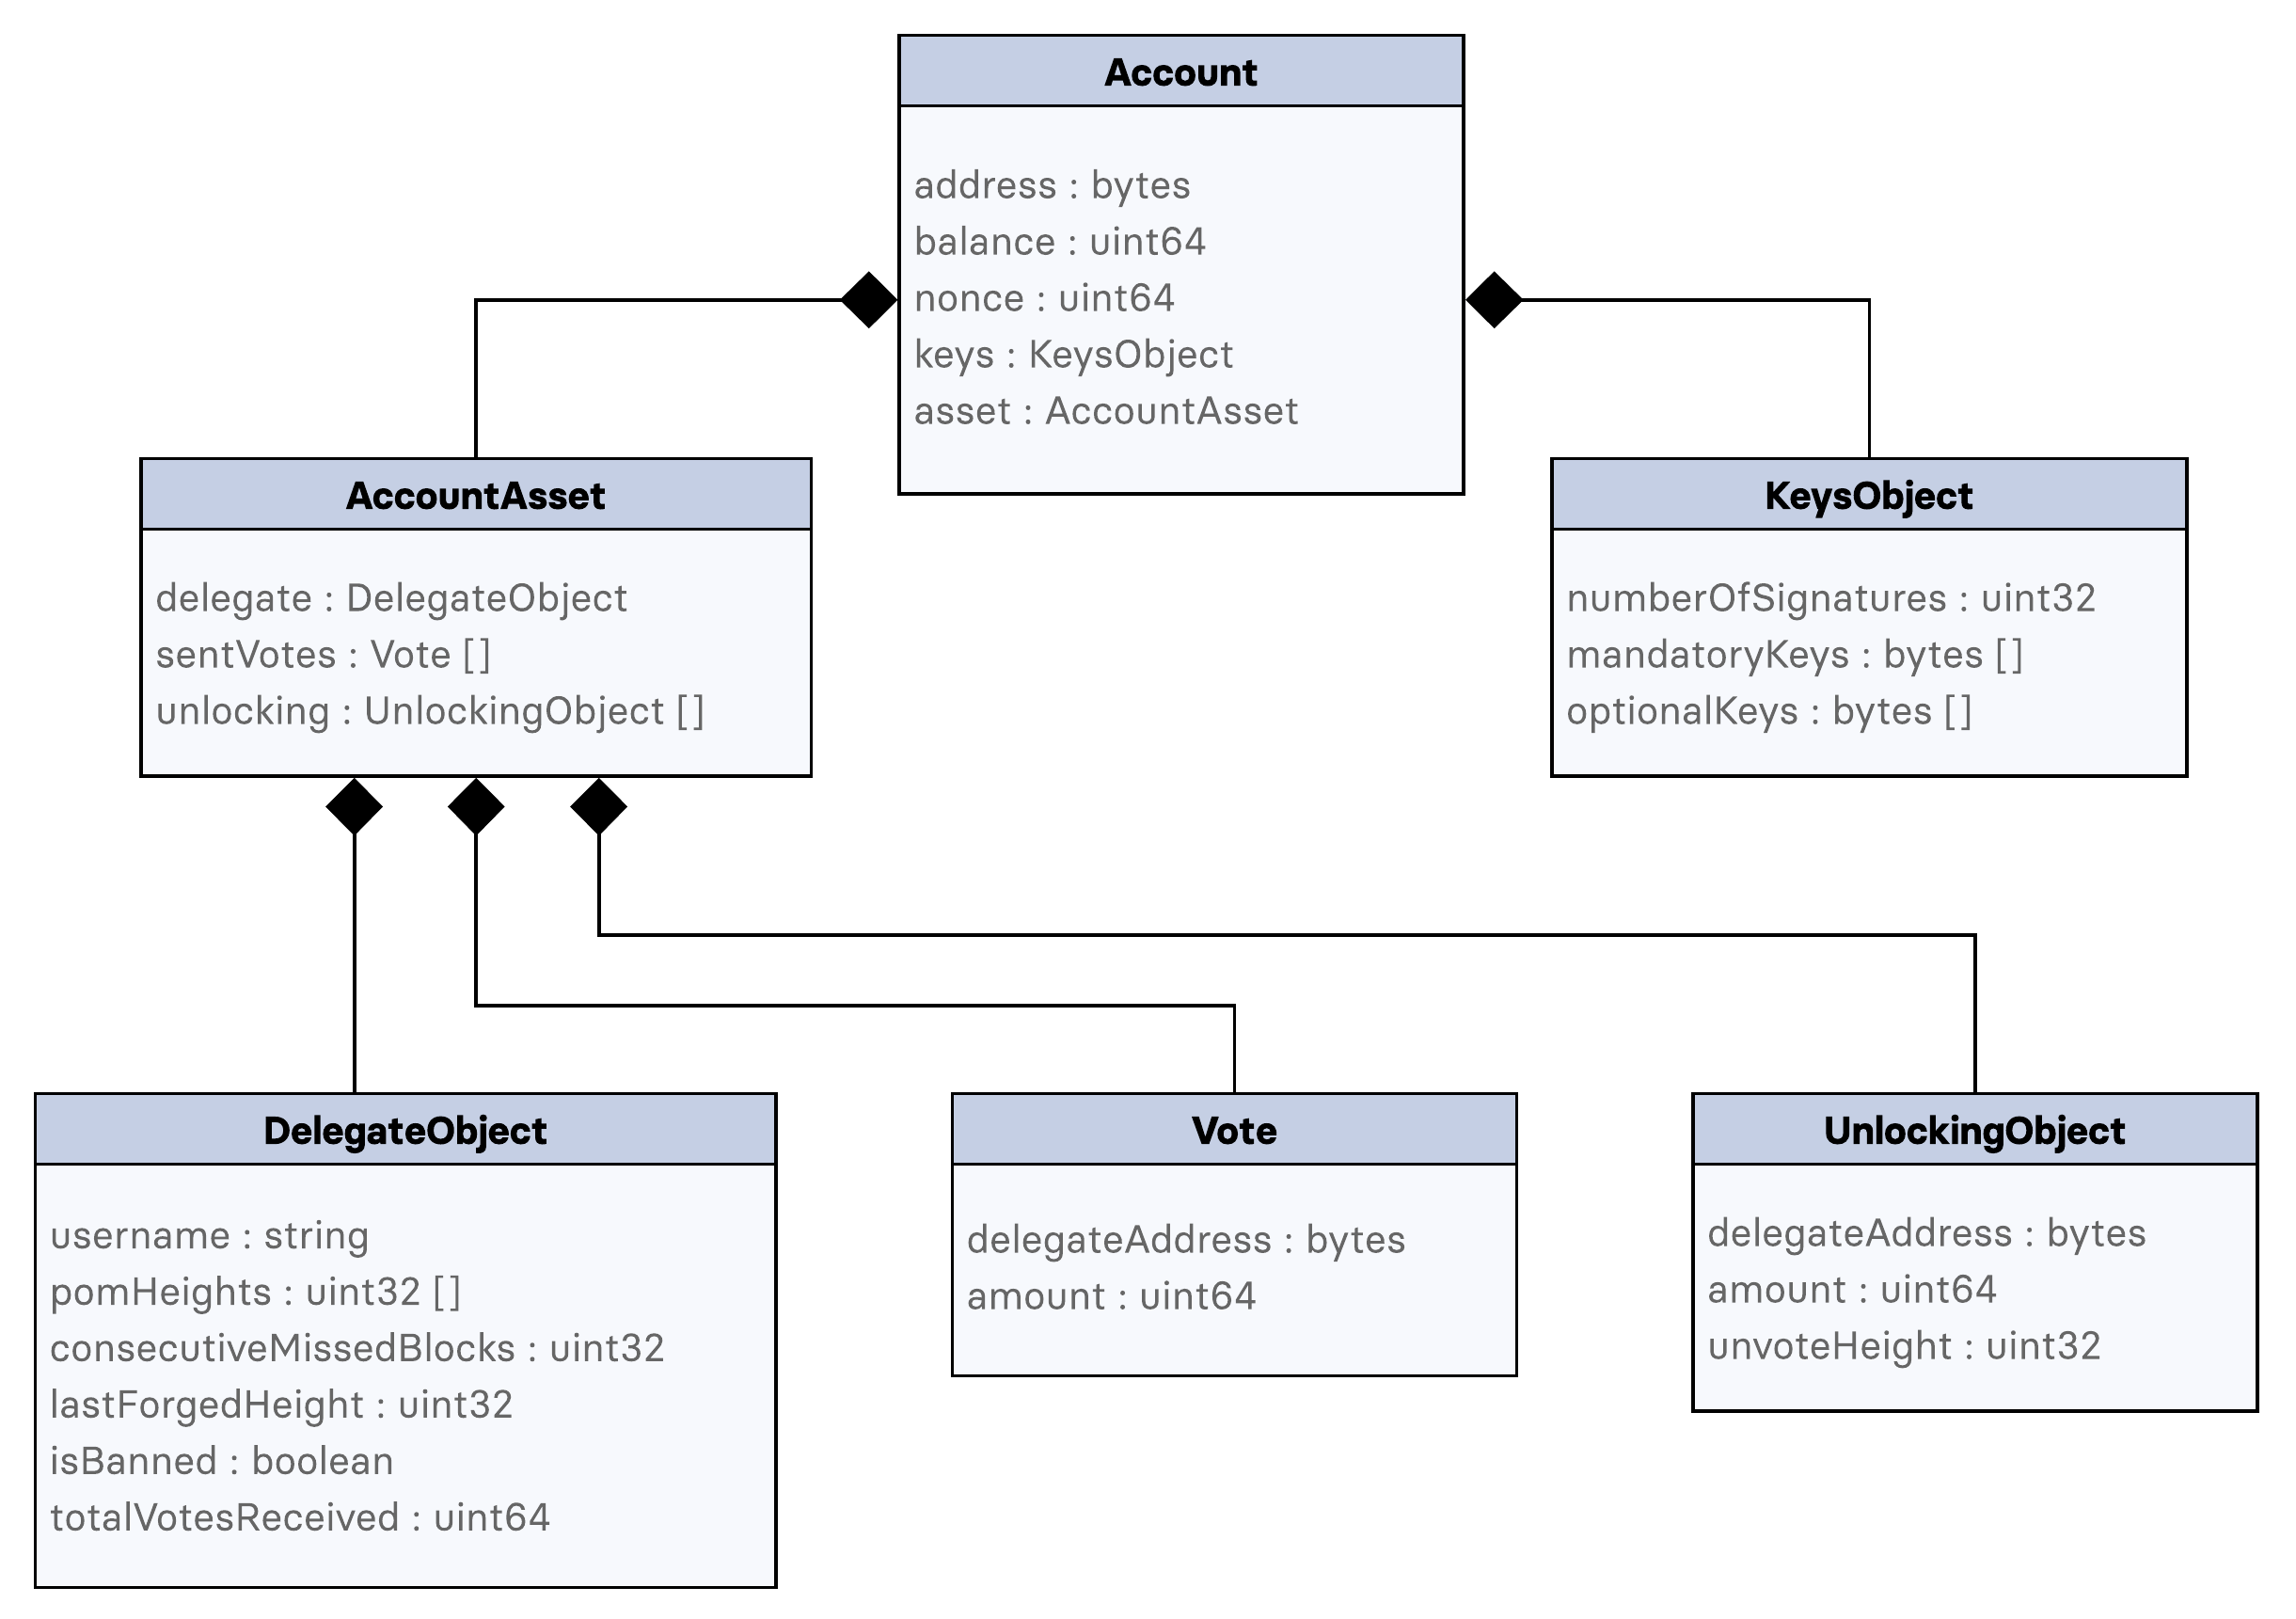 Account
address : bytes
balance : uint64
nonce : uint64
keys : KeysObject
asset : AccountAsset
AccountAsset
delegate : DelegateObject
sentVotes : Vote []
unlocking : UnlockingObject []
KeysObject
numberOfSignatures : uint32
mandatoryKeys : bytes []
optionalKeys : bytes []
DelegateObject
username : string
pomHeights : uint32 []
consecutiveMissedBlocks : uint32
lastForgedHeight : uint32
isBanned : boolean
totalVotesReceived : uint64
Vote
delegateAddress : bytes
amount : uint64
UnlockingObject
delegateAddress : bytes
amount : uint64
unvoteHeight : uint32